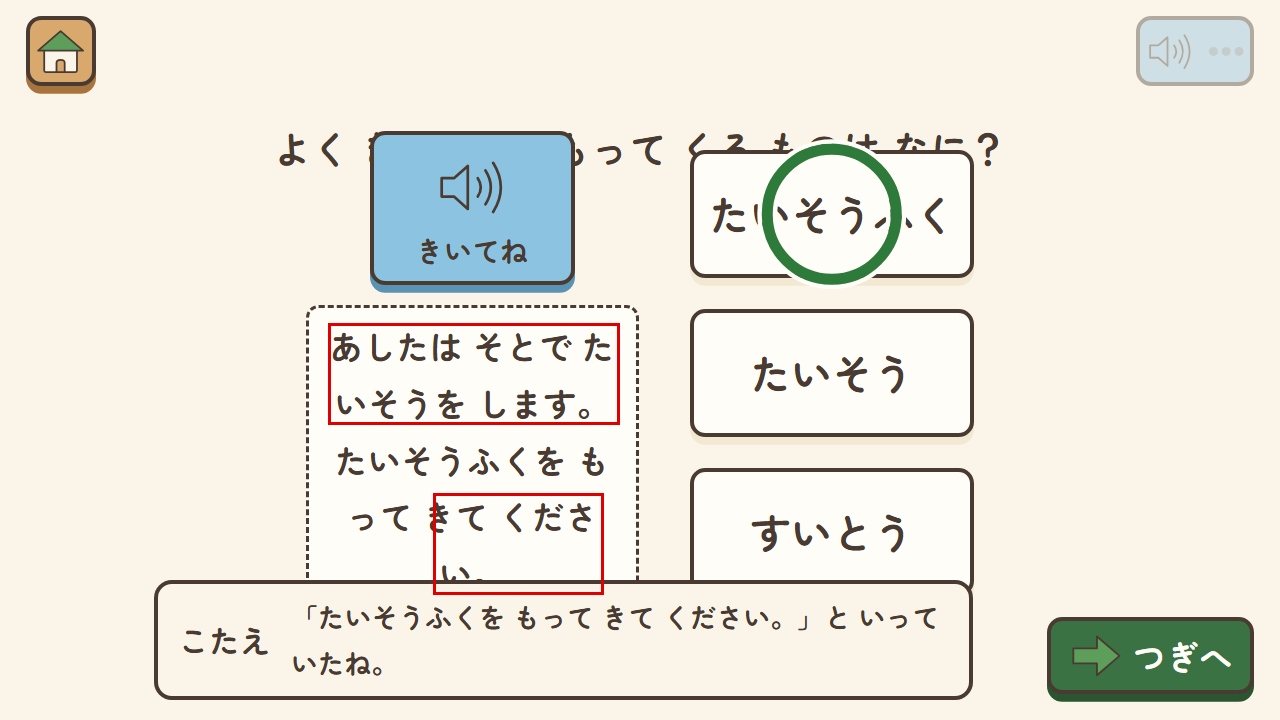 よく もって くる ものは なに？
きいてね
あしたは そとで た
いそうを します。
たいそうふくを も
って きて くださ
い。
たいそうふく
たいそう
すいとう
こたえ
「たいそうふくを もって きて ください。」と いって
いたね。
つぎへ